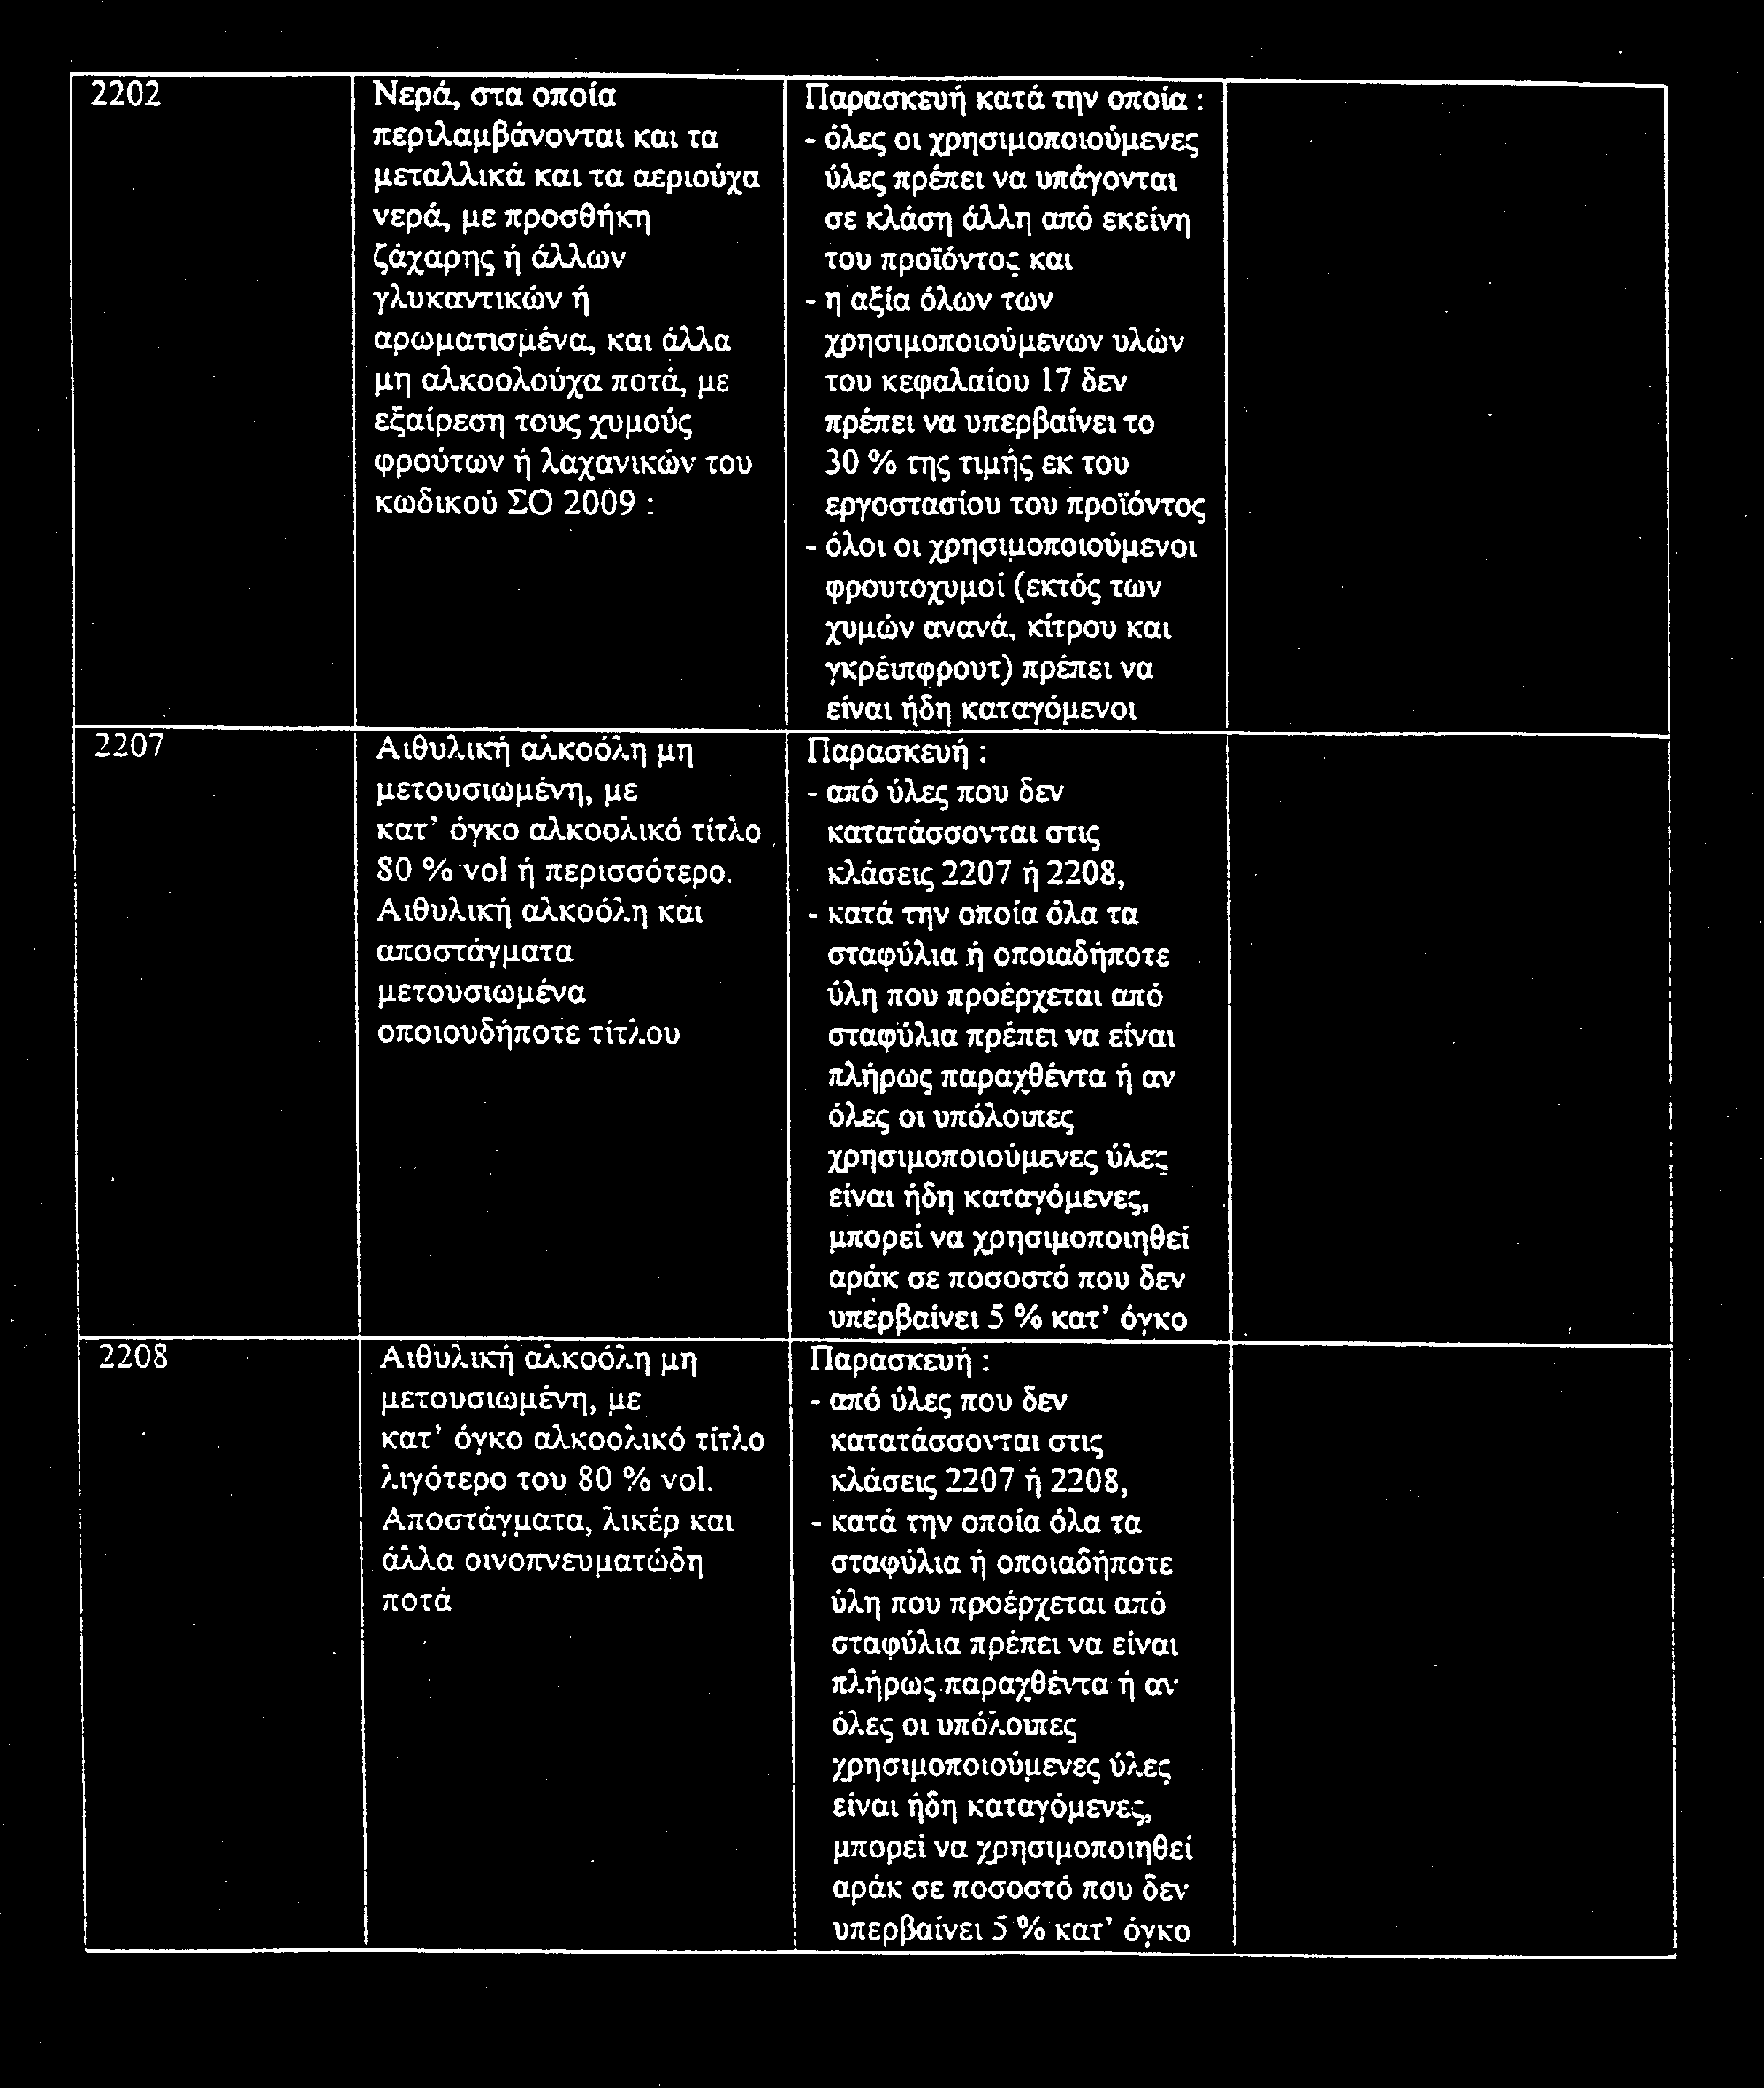 2202
Νερά, στα οποία
περιλαμβάνονται και τα
μεταλλικά και τα αεριούχα
νερά, με προσθήκη
ζάχαρης ή άλλων
γλυκαντικών ή
αρωματισμένα, και άλλα
μη αλκοολούχα ποτά, με
εξαίρεση τους χυμούς
φρούτων ή λαχανικών του
κωδικού ΣΟ 2009 :
Παρασκευή κατά την οποία :
- όλες οι χρησιμοποιούμενες
ύλες πρέπει να υπάγονται
σε κλάση άλλη από εκείνη
του προϊόντος και
- η αξία όλων των
χρησιμοποιούμενων υλών
του κεφαλαίου 17 δεν
πρέπει να υπερβαίνει το
30 % της τιμής εκ του
εργοστασίου του προϊόντος
- όλοι οι χρησιμοποιούμενοι
φρουτοχυμοί (εκτός των
χυμών ανανά, κίτρου και
γκρέιπφρουτ) πρέπει να
είναι ήδη καταγόμενοι
2207
Αιθυλική αλκοόλη μη
μετουσιωμένη, με
κατ' όγκο αλκοολικό τίτλο
80 % vol ή περισσότερο.
Αιθυλική αλκοόλη και
αποστάγματα
μετουσιωμένα
οποιουδήποτε τίτλου
Παρασκευή :
- από ύλες που δεν
κατατάσσονται στις
κλάσεις 2207 ή 2208,
- κατά την οποία όλα τα
σταφύλια ή οποιαδήποτε
ύλη που προέρχεται από
σταφύλια πρέπει να είναι
πλήρως παραχθέντα ή αν
όλες οι υπόλοιπες
χρησιμοποιούμενες ύλες
είναι ήδη καταγόμενες,
μπορεί να χρησιμοποιηθεί
αράκ σε ποσοστό που δεν
υπερβαίνει 5 % κατ' όγκο
2208
Αιθυλική αλκοόλη μη
μετουσιωμένη, με
κατ' όγκο αλκοολικό τίτλο
λιγότερο του 80 % vol.
Αποστάγματα, λικέρ και
άλλα οινοπνευματώδη
ποτά
Παρασκευή :
- από ύλες που δεν
κατατάσσονται στις
κλάσεις 2207 ή 2208,
- κατά την οποία όλα τα
σταφύλια ή οποιαδήποτε
ύλη που προέρχεται από
σταφύλια πρέπει να είναι
πλήρως παραχθέντα ή αν
όλες οι υπόλοιπες
χρησιμοποιούμενες ύλες
είναι ήδη καταγόμενες,
μπορεί να χρησιμοποιηθεί
αράκ σε ποσοστό που δεν
υπερβαίνει 5 % κατ' όγκο